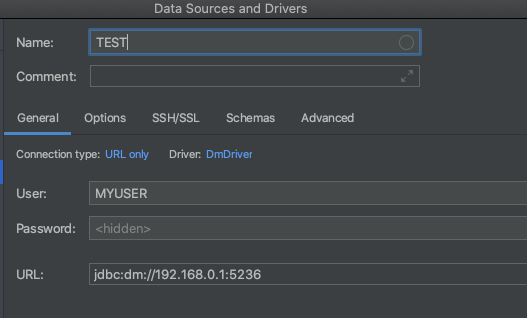 Data Sources and Drivers
Name: TEST
Comment:
General Options SSH/SSL Schemas Advanced
Connection type: URL only Driver: DmDriver
User: MYUSER
Password: <hidden>
URL: jdbc:dm://192.168.0.1:5236